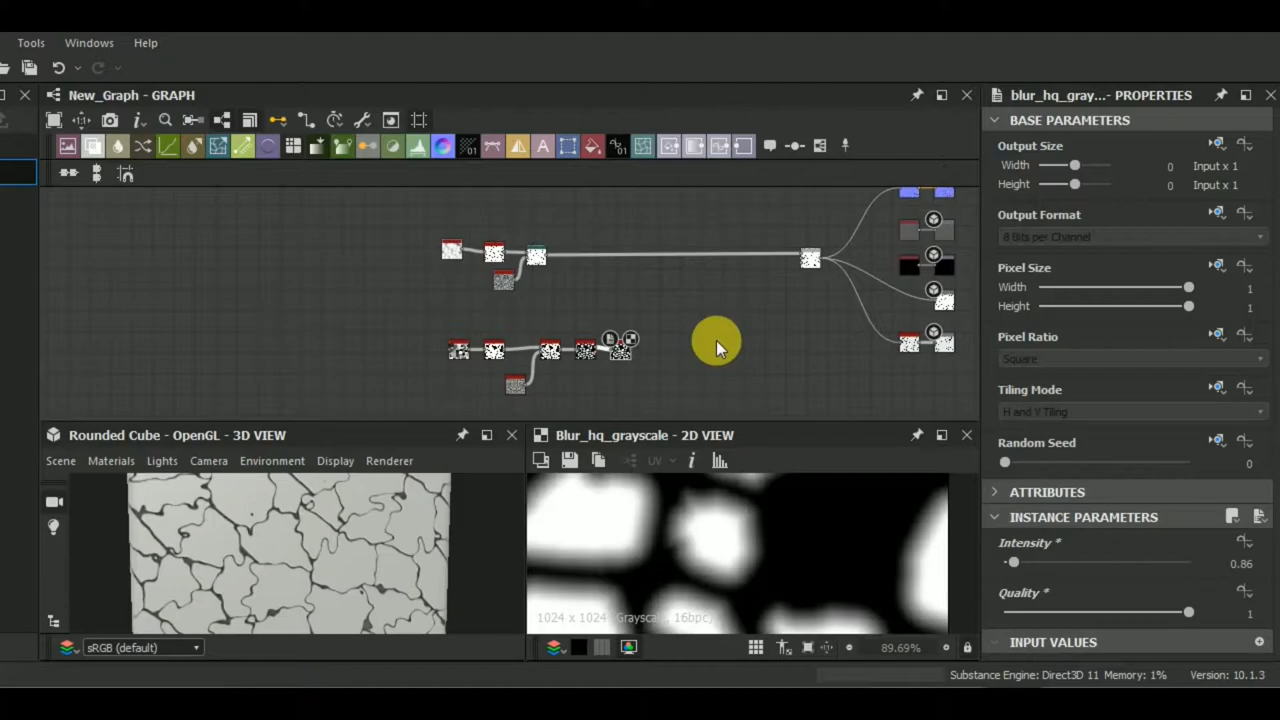 Tools Windows Help
New_Graph - GRAPH
blur_hq_gray...- PROPERTIES
BASE PARAMETERS
Output Size
Width 0 Input x 1
Height 0 Input x 1
Output Format
8 Bits per Channel
Pixel Size
Width 1
Height 1
Pixel Ratio
Square
Tiling Mode
H and V Tiling
Random Seed
0
ATTRIBUTES
INSTANCE PARAMETERS
Intensity *
0.86
Quality *
1
INPUT VALUES
Rounded Cube - OpenGL - 3D VIEW
Scene Materials Lights Camera Environment Display Renderer
sRGB (default)
Blur_hq_grayscale - 2D VIEW
UV
1024 x 1024 (Grayscale, 16bpc)
89.69%
Substance Engine: Direct3D 11 Memory: 1% Version: 10.1.3